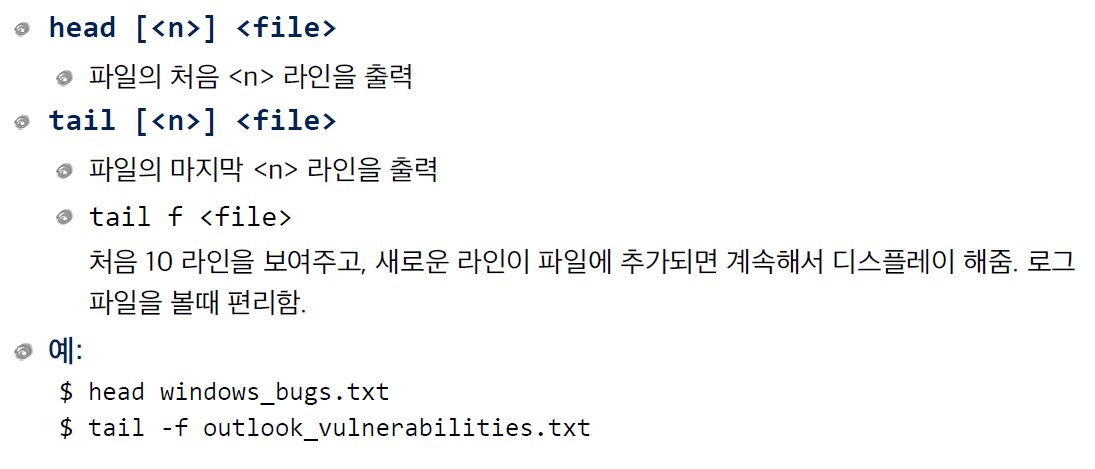 head [<n>] <file>
파일의 처음 <n> 라인을 출력
tail [<n>] <file>
파일의 마지막 <n> 라인을 출력
tail f <file>
처음 10 라인을 보여주고, 새로운 라인이 파일에 추가되면 계속해서 디스플레이 해줌. 로그
파일을 볼때 편리함.
예:
$ head windows_bugs.txt
$ tail -f outlook_vulnerabilities.txt